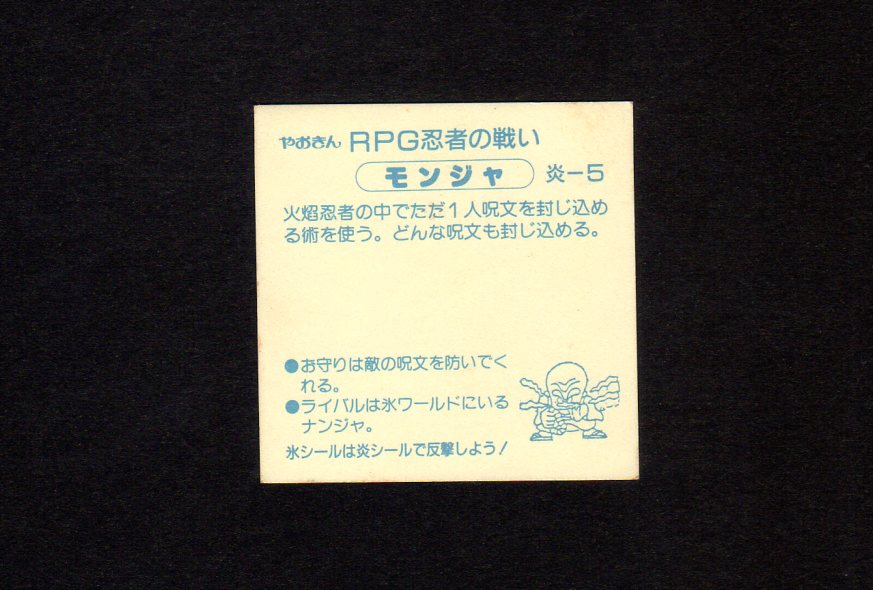 やおきん RPG忍者の戦い
モンジャ 炎－5
火焰忍者の中でただ1人呪文を封じ込め
る術を使う。どんな呪文も封じ込める。
●お守りは敵の呪文を防いでく
れる。
●ライバルは氷ワールドにいる
ナンジャ。
氷シールは炎シールで反撃しよう！